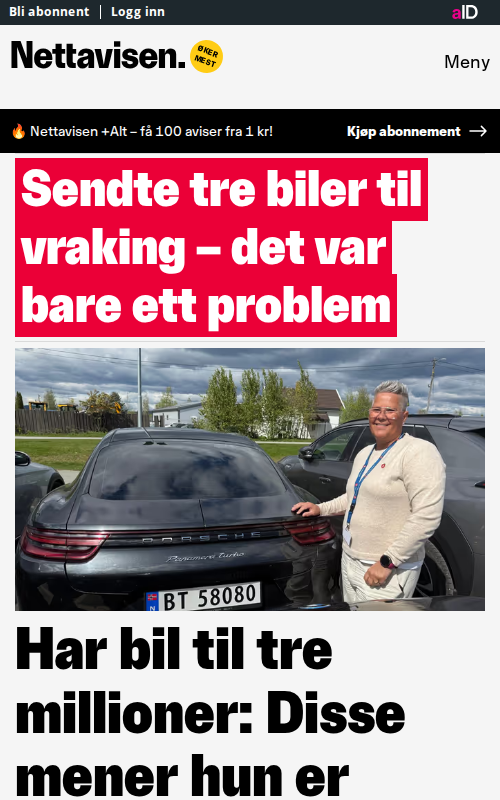 Bli abonnent
Logg inn
aID
Nettavisen.
ØKER
MEST
Meny
🔥 Nettavisen +Alt – få 100 aviser fra 1 kr!
Kjøp abonnement →
Sendte tre biler til
vraking – det var
bare ett problem
PORSCHE
Panamera Turbo
N
BT 58080
Har bil til tre
millioner: Disse
mener hun er